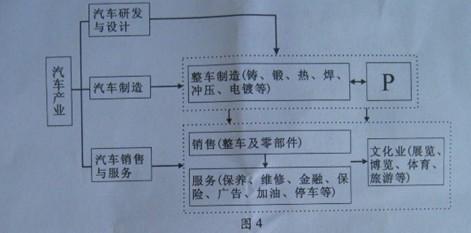 汽车产业
汽车研发
与设计
汽车制造
整车制造(铸、锻、热、焊、
冲压、电镀等)
P
汽车销售
与服务
销售(整车及零部件)
服务(保养、维修、金融、保
险、广告、加油、停车等)
文化业(展览、
博览、体育、
旅游等)
图4